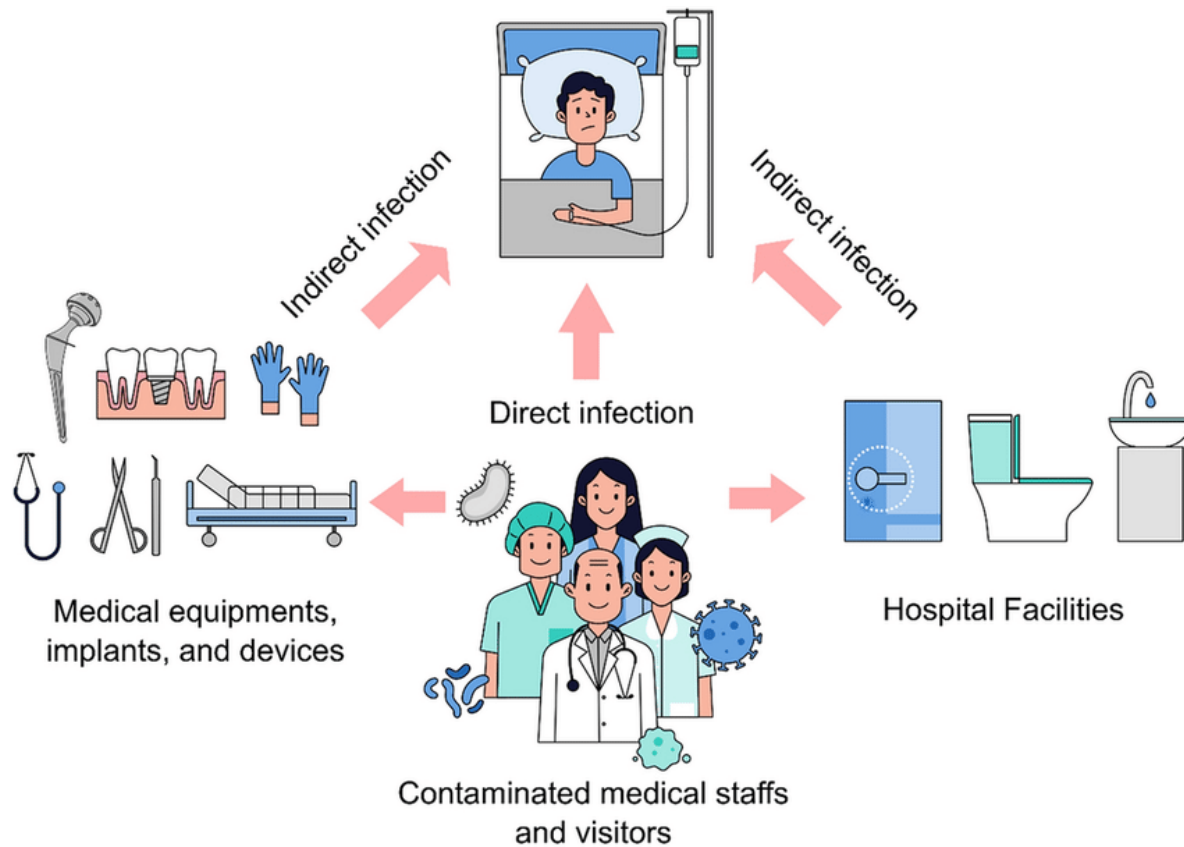 Indirect infection
Indirect infection
Direct infection
Medical equipments,
implants, and devices
Hospital Facilities
Contaminated medical staffs
and visitors